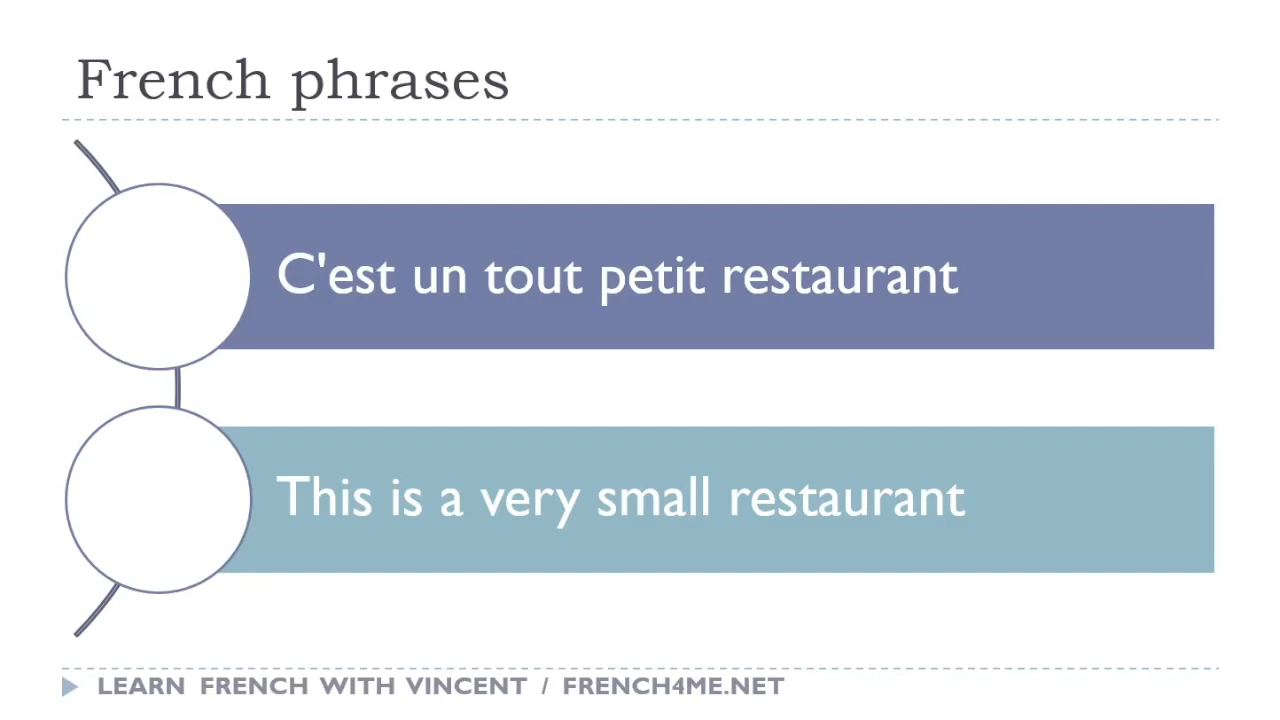 French phrases
C'est un tout petit restaurant
This is a very small restaurant
LEARN FRENCH WITH VINCENT / FRENCH4ME.NET